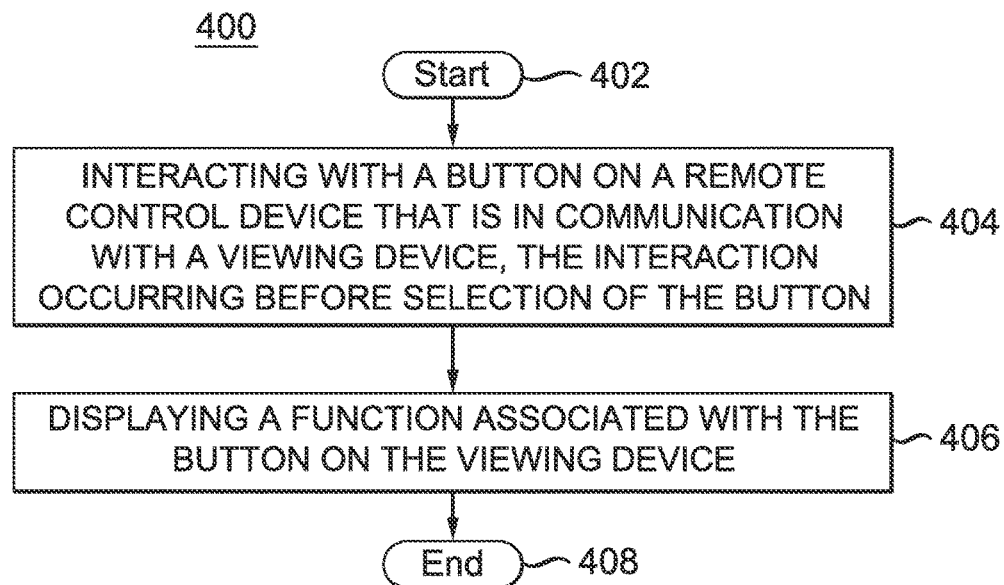 400
Start
402
INTERACTING WITH A BUTTON ON A REMOTE
CONTROL DEVICE THAT IS IN COMMUNICATION
WITH A VIEWING DEVICE, THE INTERACTION
OCCURRING BEFORE SELECTION OF THE BUTTON
404
DISPLAYING A FUNCTION ASSOCIATED WITH THE
BUTTON ON THE VIEWING DEVICE
406
End
408